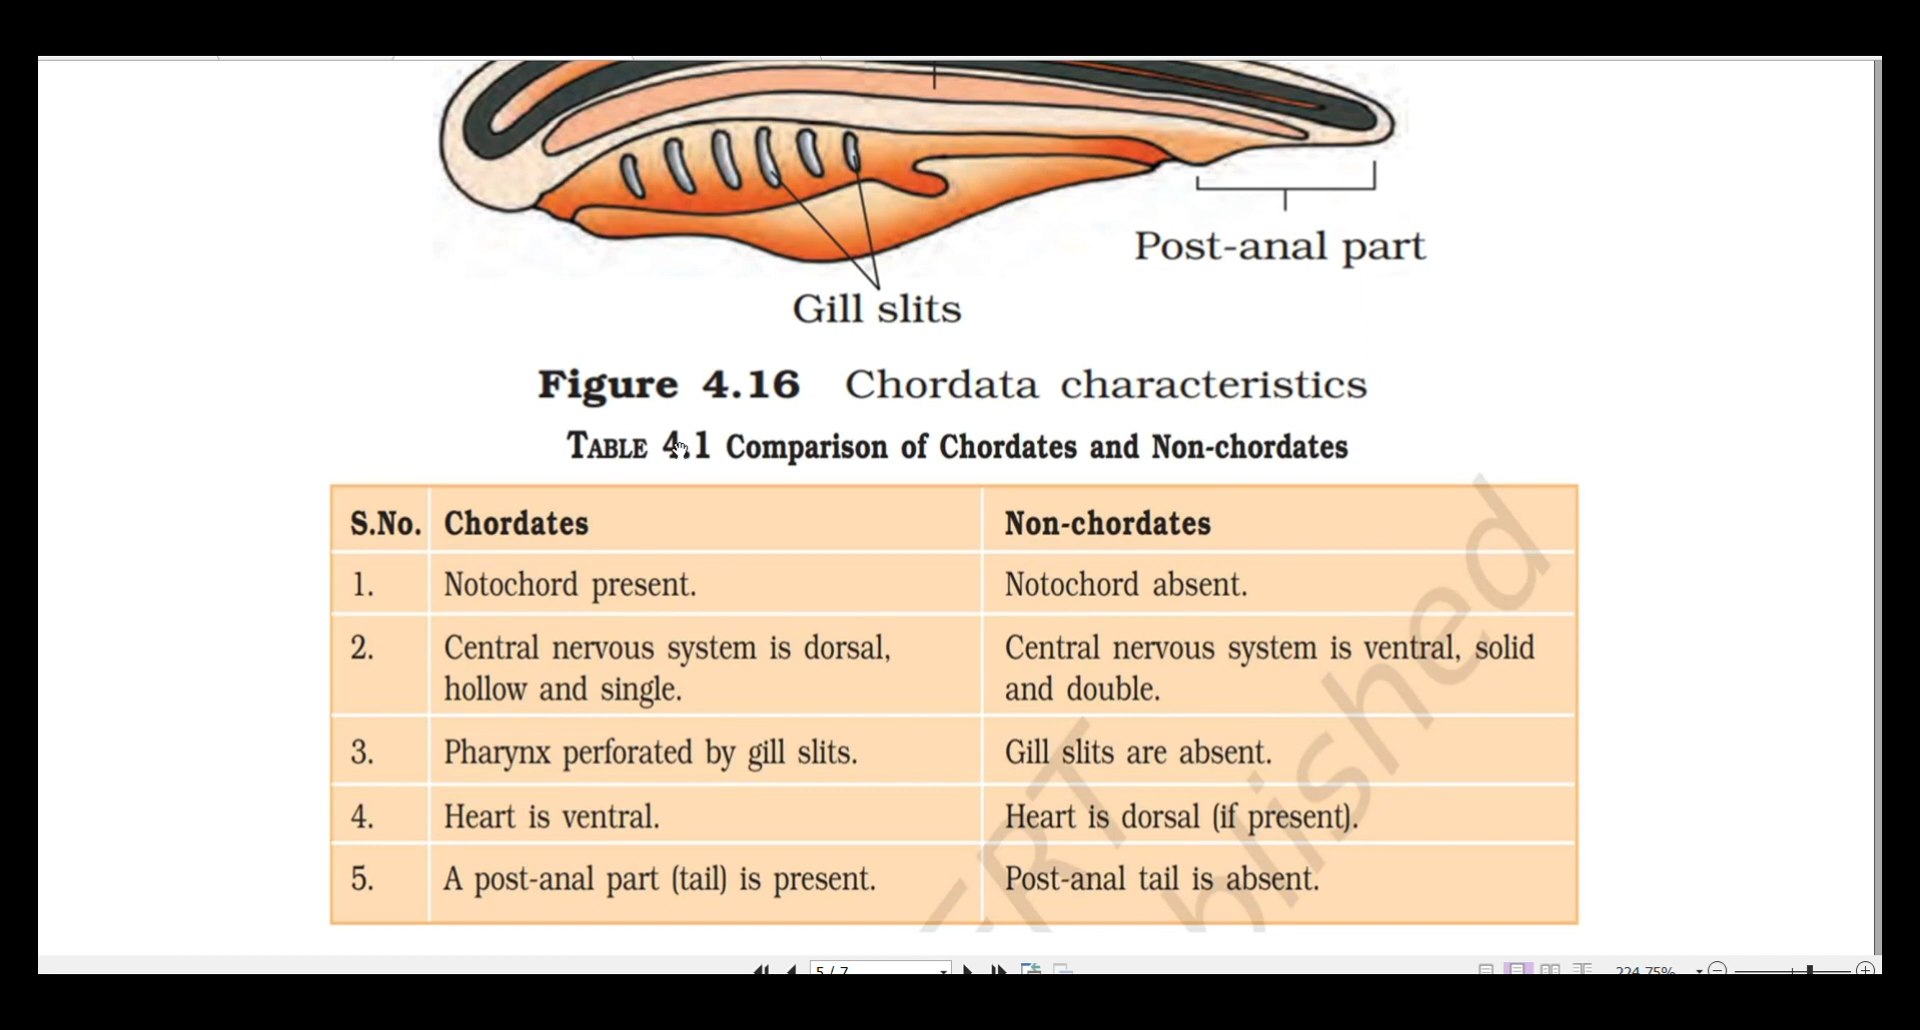 Post-anal part
Gill slits
Figure 4.16 Chordata characteristics
TABLE 4.1 Comparison of Chordates and Non-chordates
S.No. Chordates Non-chordates
1. Notochord present. Notochord absent.
2. Central nervous system is dorsal, Central nervous system is ventral, solid
hollow and single. and double.
3. Pharynx perforated by gill slits. Gill slits are absent.
4. Heart is ventral. Heart is dorsal (if present).
5. A post-anal part (tail) is present. Post-anal tail is absent.
5 / 7
224.75%